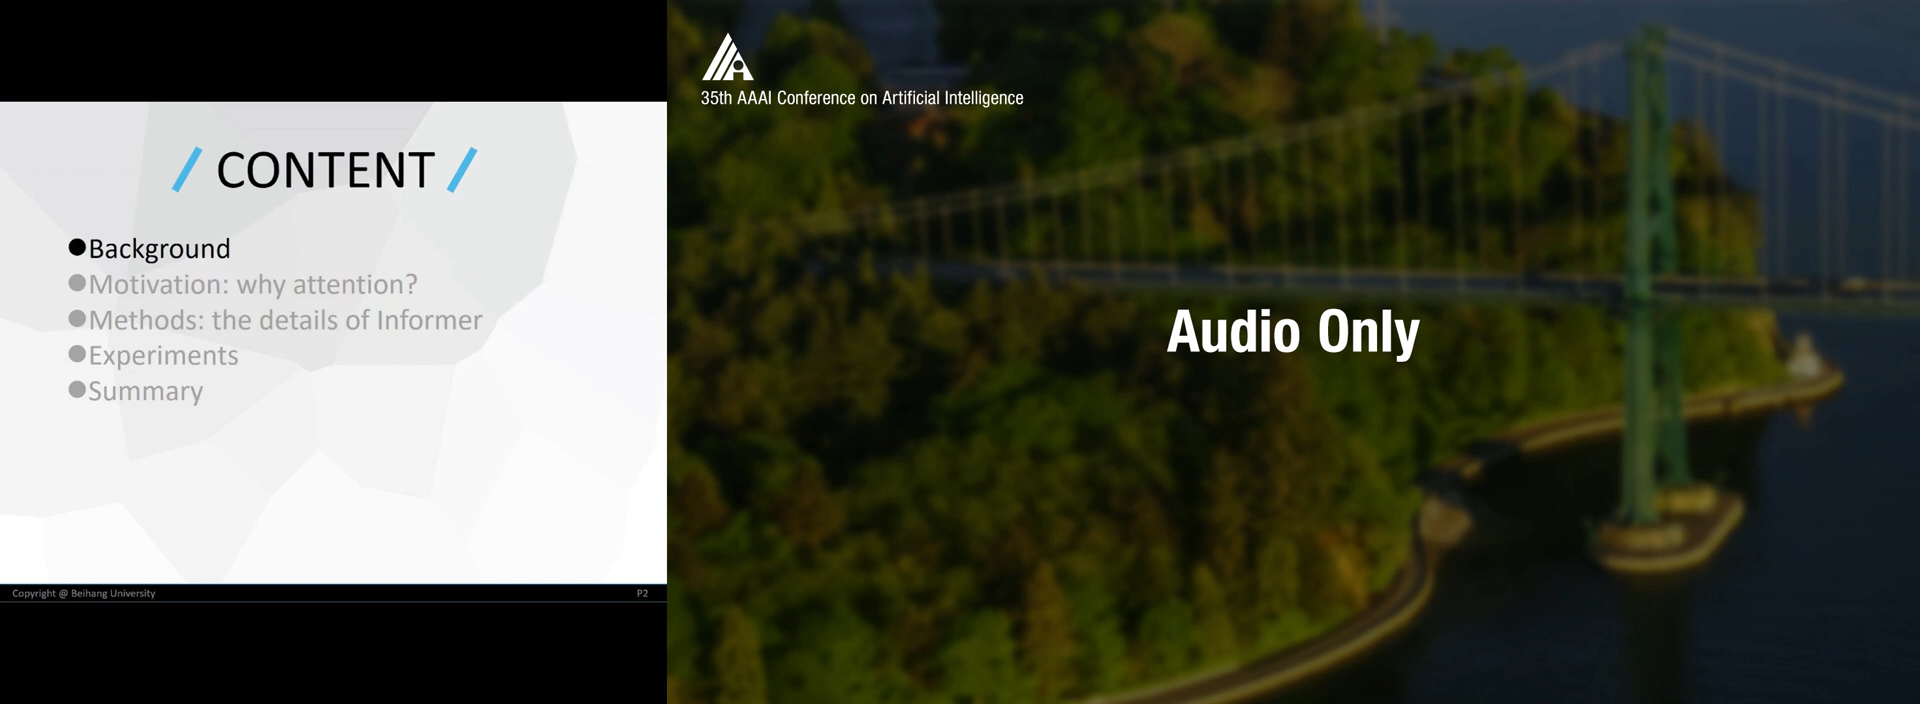 / CONTENT /
●Background
●Motivation: why attention?
●Methods: the details of Informer
●Experiments
●Summary
Copyright @ Beihang University
P2
35th AAAI Conference on Artificial Intelligence
Audio Only